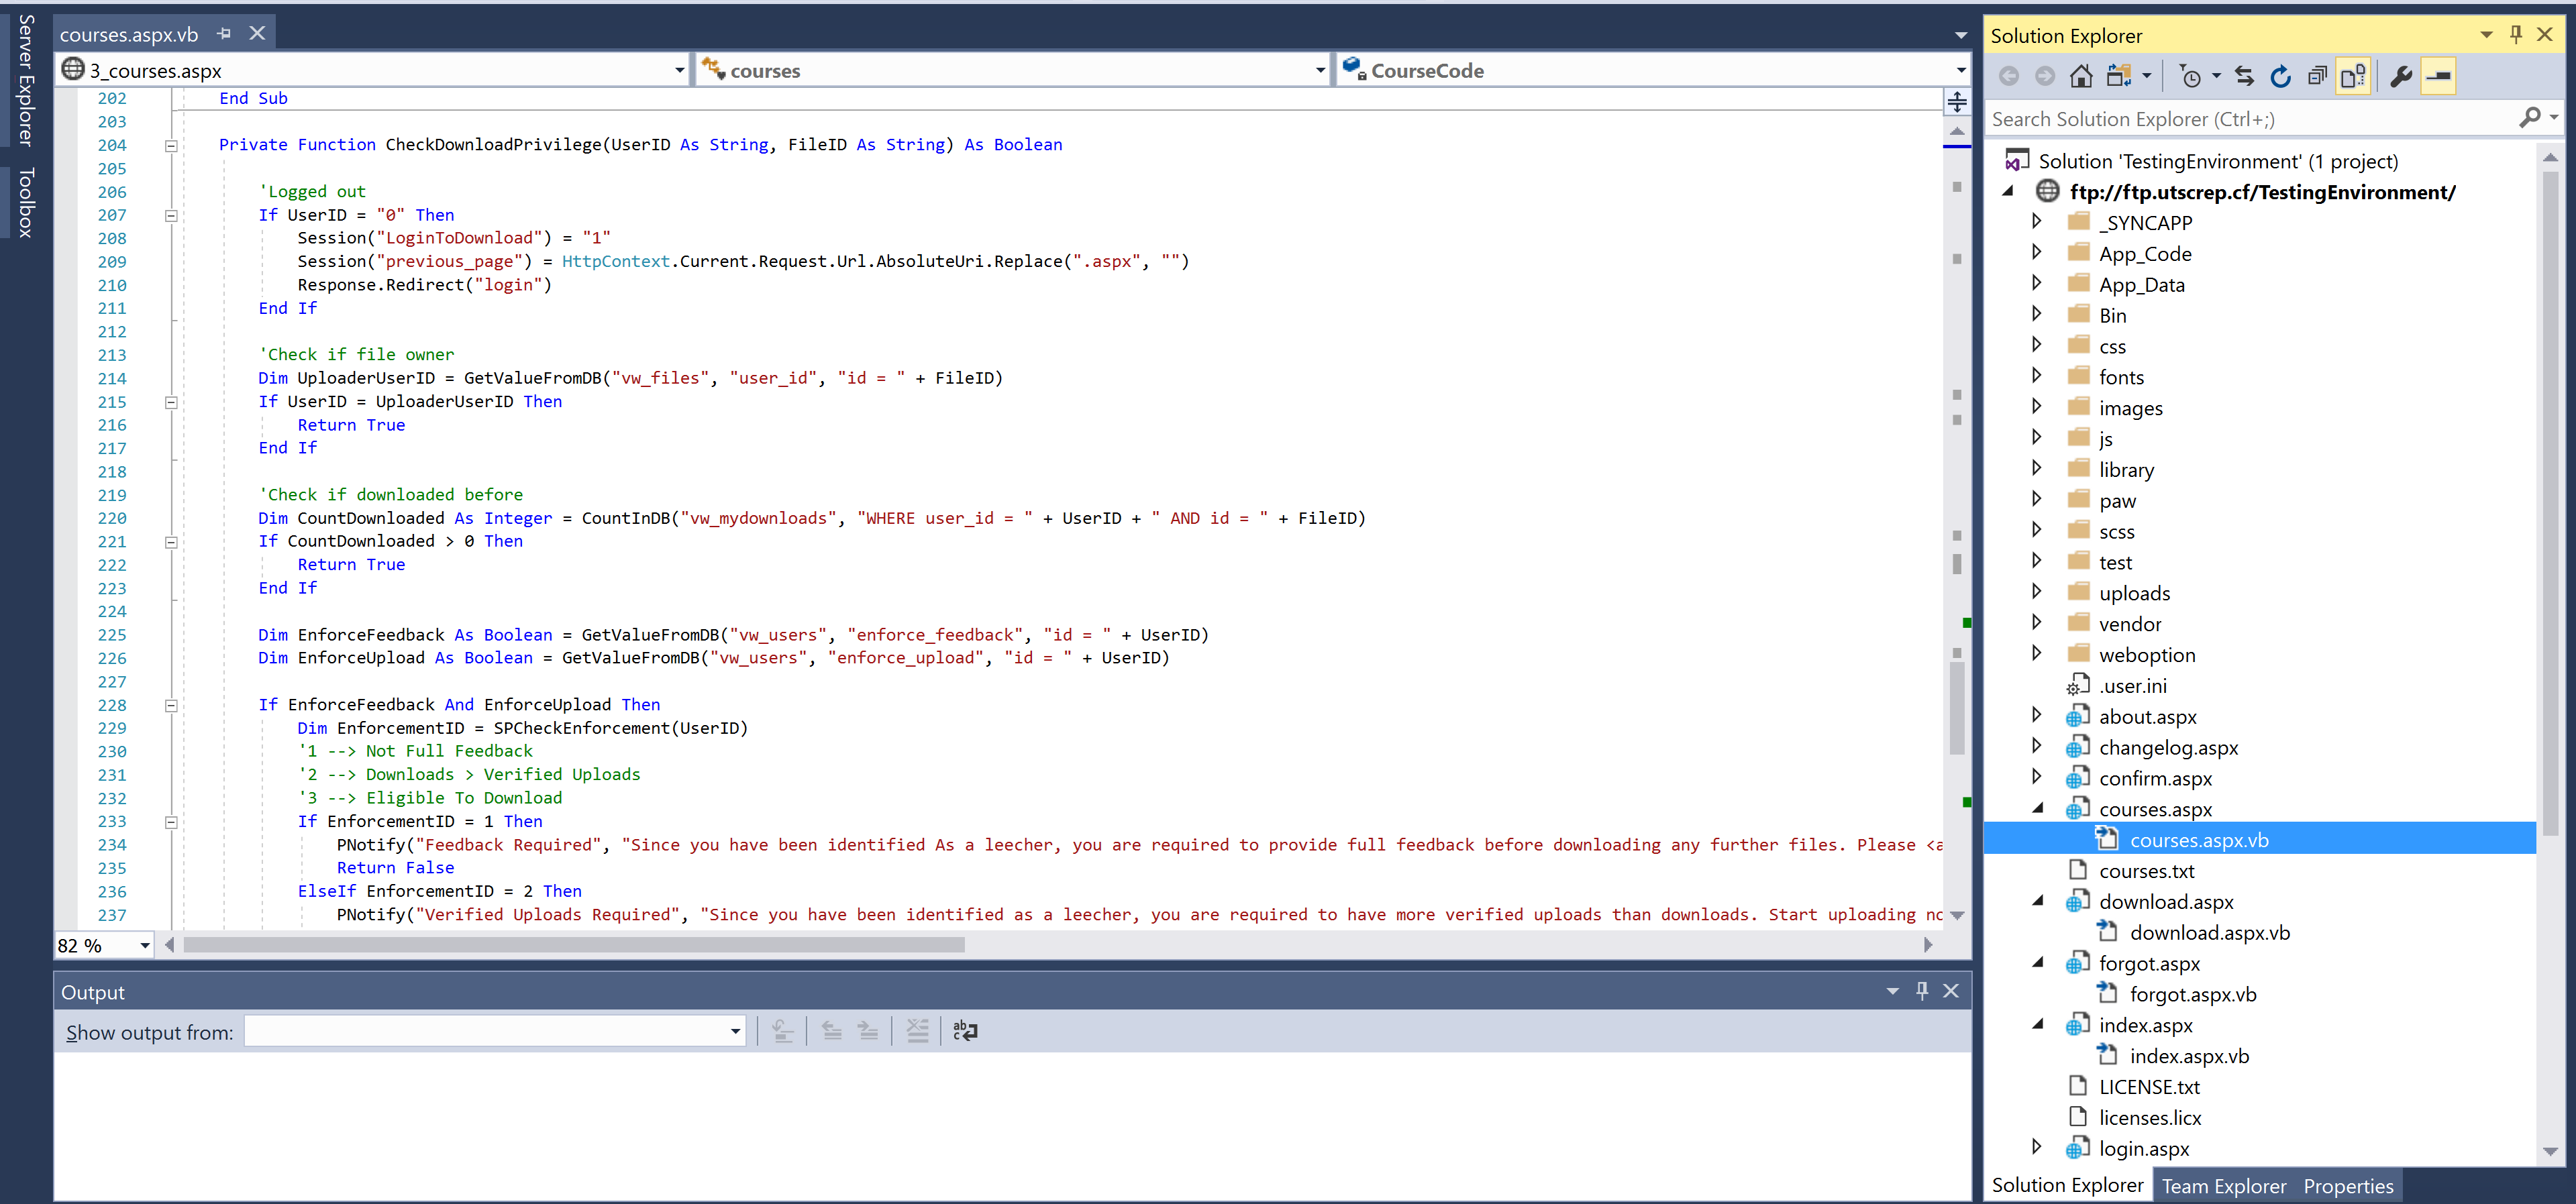 Server Explorer
Toolbox
courses.aspx.vb
3_courses.aspx
courses
CourseCode
202 End Sub
203
204 Private Function CheckDownloadPrivilege(UserID As String, FileID As String) As Boolean
205
206 'Logged out
207 If UserID = "0" Then
208 Session("LoginToDownload") = "1"
209 Session("previous_page") = HttpContext.Current.Request.Url.AbsoluteUri.Replace(".aspx", "")
210 Response.Redirect("login")
211 End If
212
213 'Check if file owner
214 Dim UploaderUserID = GetValueFromDB("vw_files", "user_id", "id = " + FileID)
215 If UserID = UploaderUserID Then
216 Return True
217 End If
218
219 'Check if downloaded before
220 Dim CountDownloaded As Integer = CountInDB("vw_mydownloads", "WHERE user_id = " + UserID + " AND id = " + FileID)
221 If CountDownloaded > 0 Then
222 Return True
223 End If
224
225 Dim EnforceFeedback As Boolean = GetValueFromDB("vw_users", "enforce_feedback", "id = " + UserID)
226 Dim EnforceUpload As Boolean = GetValueFromDB("vw_users", "enforce_upload", "id = " + UserID)
227
228 If EnforceFeedback And EnforceUpload Then
229 Dim EnforcementID = SPCheckEnforcement(UserID)
230 '1 --> Not Full Feedback
231 '2 --> Downloads > Verified Uploads
232 '3 --> Eligible To Download
233 If EnforcementID = 1 Then
234 PNotify("Feedback Required", "Since you have been identified As a leecher, you are required to provide full feedback before downloading any further files. Please <a
235 Return False
236 ElseIf EnforcementID = 2 Then
237 PNotify("Verified Uploads Required", "Since you have been identified as a leecher, you are required to have more verified uploads than downloads. Start uploading no
82 %
Output
Show output from:
Solution Explorer
Search Solution Explorer (Ctrl+;)
Solution 'TestingEnvironment' (1 project)
ftp://ftp.utscrep.cf/TestingEnvironment/
_SYNCAPP
App_Code
App_Data
Bin
css
fonts
images
js
library
paw
scss
test
uploads
vendor
weboption
.user.ini
about.aspx
changelog.aspx
confirm.aspx
courses.aspx
courses.aspx.vb
courses.txt
download.aspx
download.aspx.vb
forgot.aspx
forgot.aspx.vb
index.aspx
index.aspx.vb
LICENSE.txt
licenses.licx
login.aspx
Solution Explorer Team Explorer Properties